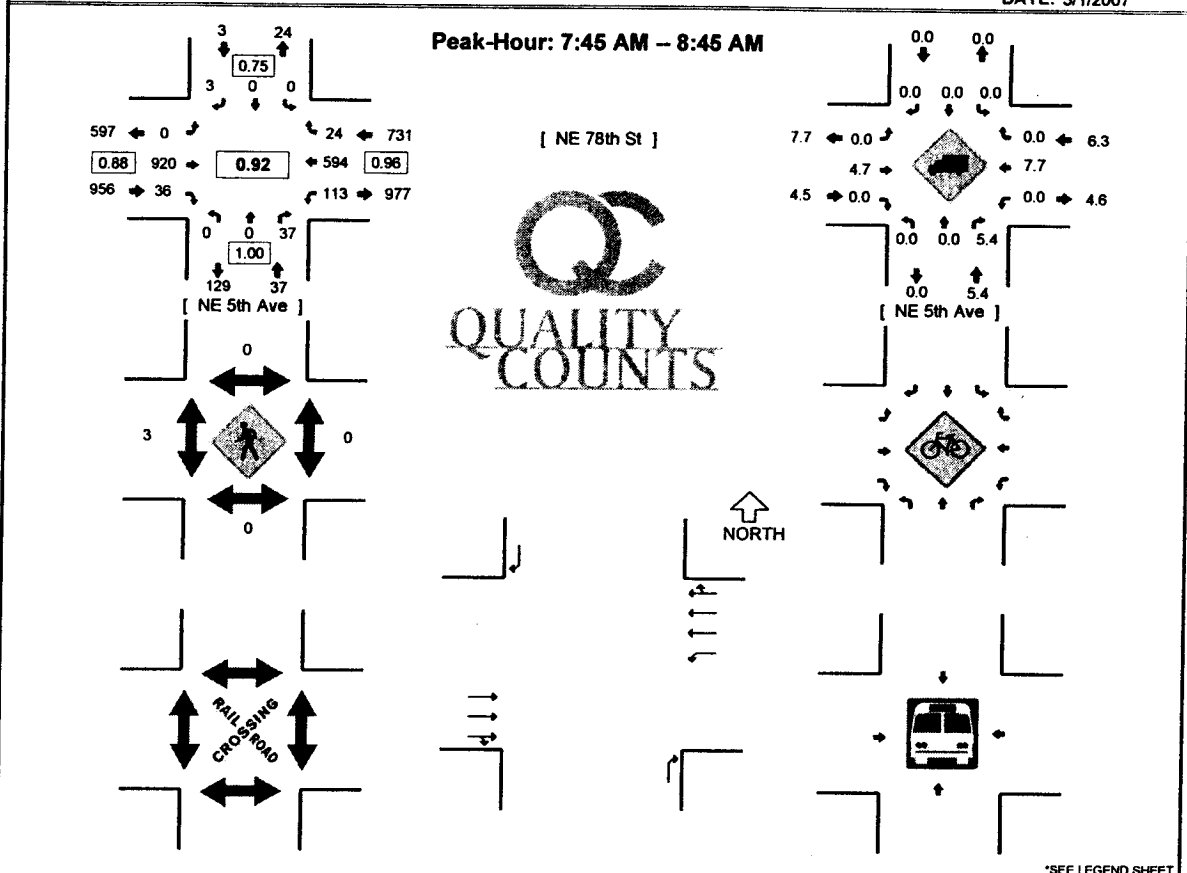 DATE:
Peak-Hour: 7:45 AM -- 8:45 AM
3 24
0.75
3 0 0
597 0 24 731
0.88 920 0.92 594 0.96
956 36 113 977
0 0 37
1.00
129 37
[ NE 5th Ave ]
[ NE 78th St ]
QC
QUALITY
COUNTS
0.0 0.0
0.0 0.0 0.0
7.7 0.0 0.0 6.3
4.7 7.7
4.5 0.0 0.0 4.6
0.0 0.0 5.4
0.0 5.4
[ NE 5th Ave ]
0
3 0
0
NORTH
RAIL ROAD
CROSSING
*SEE LEGEND SHEET